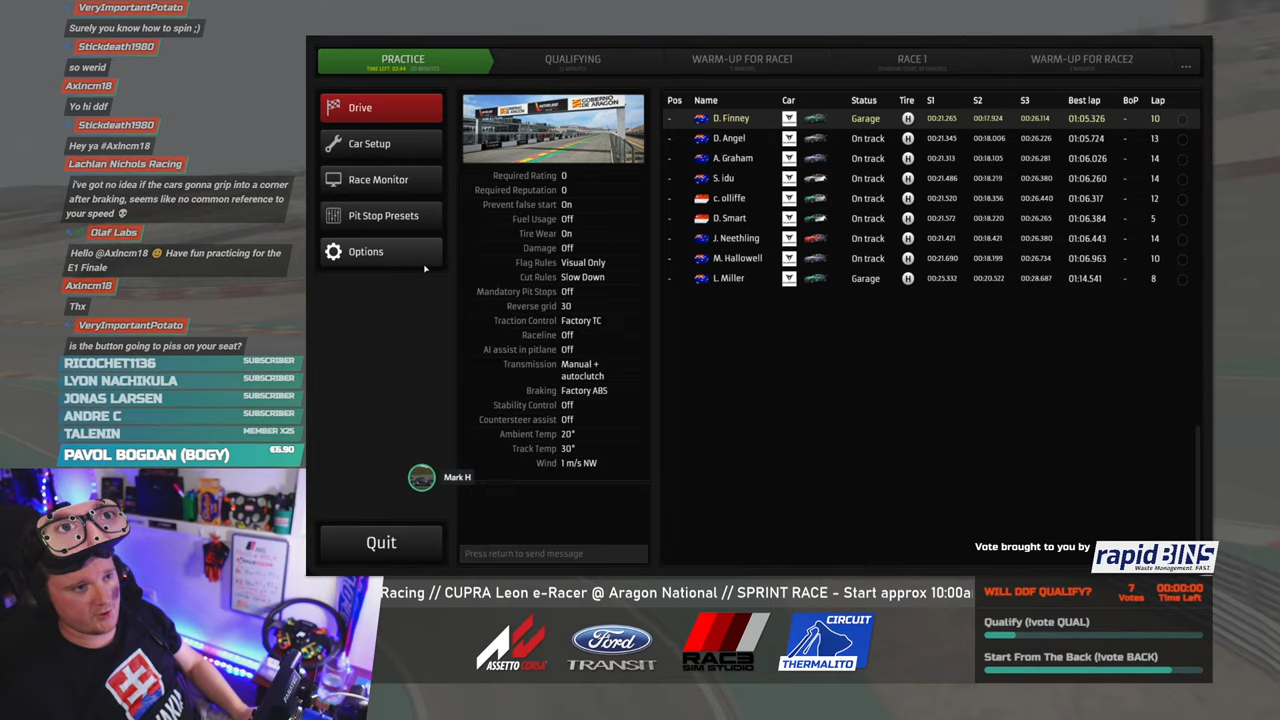 VeryImportantPotato
Surely you know how to spin ;)
Stickdeath1980
so werid
Axlncm18
Yo hi ddf
Stickdeath1980
Hey ya #Axlncm18
Lachlan Nichols Racing
i've got no idea if the cars gonna grip into a corner
after braking, seems like no common reference to
your speed
Olaf Labs
Hello @Axlncm18 Have fun practicing for the
E1 Finale
Axlncm18
Thx
VeryImportantPotato
is the button going to piss on your seat?
RICOCHET1136 SUBSCRIBER
LYON NACHIKULA SUBSCRIBER
JONAS LARSEN SUBSCRIBER
ANDRE C SUBSCRIBER
TALENIN MEMBER X25
PAVOL BOGDAN (BOGY) €6.90
PRACTICE
TIME LEFT: 02:44
QUALIFYING
WARM-UP FOR RACE1
RACE 1
WARM-UP FOR RACE2
...
Drive
Car Setup
Race Monitor
Pit Stop Presets
Options
Quit
Mark H
GOBIERNO
DE ARAGON
Required Rating 0
Required Reputation 0
Prevent false start On
Fuel Usage Off
Tire Wear On
Damage Off
Flag Rules Visual Only
Cut Rules Slow Down
Mandatory Pit Stops Off
Reverse grid 30
Traction Control Factory TC
Raceline Off
AI assist in pitlane Off
Transmission Manual +
autoclutch
Braking Factory ABS
Stability Control Off
Countersteer assist Off
Ambient Temp 20°
Track Temp 30°
Wind 1 m/s NW
Press return to send message
Pos Name Car Status Tire S1 S2 S3 Best lap BoP Lap
- D. Finney Garage H 00:21.265 00:17.924 00:26.114 01:05.326 - 10
- D. Angel On track H 00:21.345 00:18.006 00:26.226 01:05.724 - 13
- A. Graham On track H 00:21.313 00:18.105 00:26.281 01:06.026 - 14
- S. idu On track H 00:21.486 00:18.219 00:26.380 01:06.260 - 14
- c. olliffe On track H 00:21.520 00:18.356 00:26.440 01:06.317 - 12
- D. Smart On track H 00:21.572 00:18.220 00:26.265 01:06.384 - 5
- J. Neethling On track H 00:21.421 00:18.421 00:26.380 01:06.443 - 14
- M. Hallowell On track H 00:21.690 00:18.199 00:26.734 01:06.963 - 10
- L. Miller Garage H 00:25.332 00:20.522 00:28.687 01:14.541 - 8
Vote brought to you by
rapidBINS
Waste Management. FAST.
Racing // CUPRA Leon e-Racer @ Aragon National // SPRINT RACE - Start approx 10:00a
ASSETTO CORSA
Ford
TRANSIT
RAC3
SIM STUDIO
CIRCUIT
THERMALITO
WILL DDF QUALIFY? 7 00:00:00
Votes Time Left
Qualify (!vote QUAL)
Start From The Back (!vote BACK)